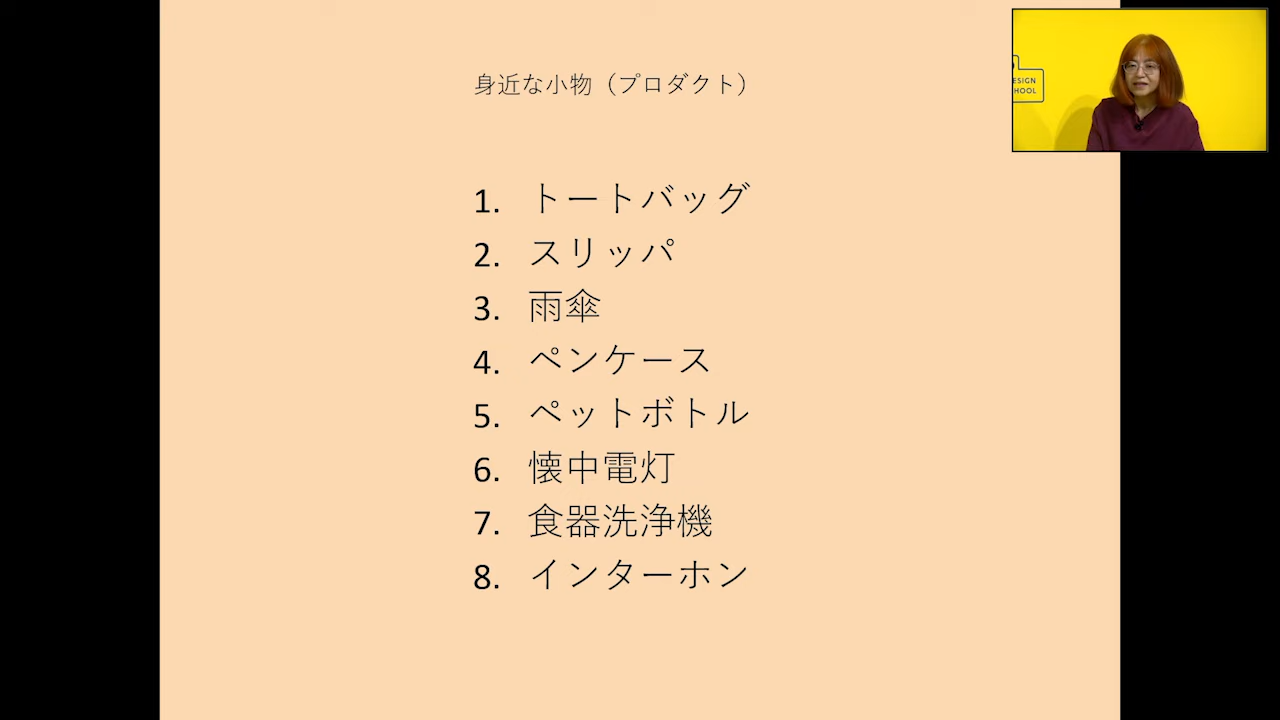 身近な小物（プロダクト）
1. トートバッグ
2. スリッパ
3. 雨傘
4. ペンケース
5. ペットボトル
6. 懐中電灯
7. 食器洗浄機
8. インターホン
ESIGN
HOOL